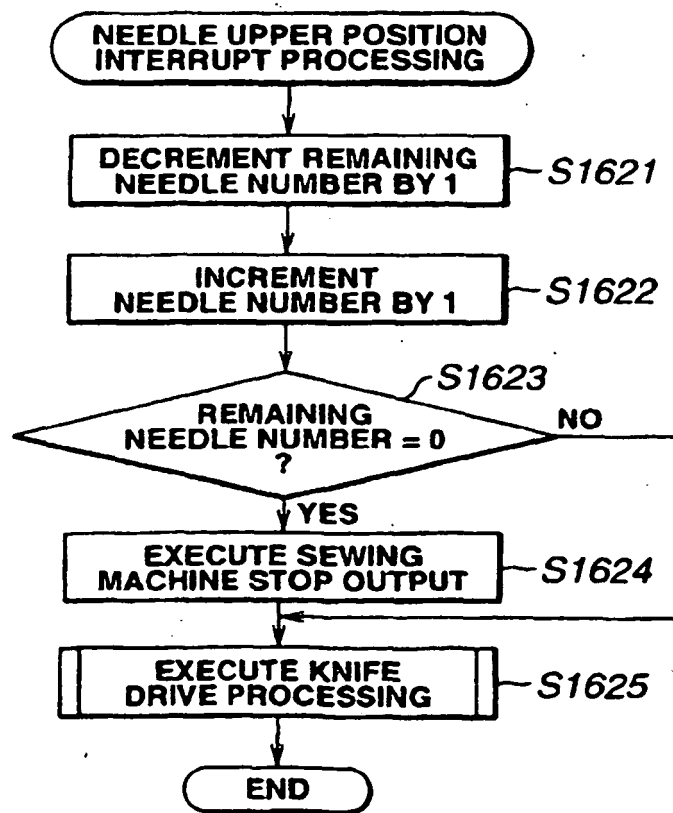 NEEDLE UPPER POSITION
INTERRUPT PROCESSING
DECREMENT REMAINING
NEEDLE NUMBER BY 1
S1621
INCREMENT
NEEDLE NUMBER BY 1
S1622
S1623
REMAINING
NEEDLE NUMBER = 0
?
NO
YES
EXECUTE SEWING
MACHINE STOP OUTPUT
S1624
EXECUTE KNIFE
DRIVE PROCESSING
S1625
END